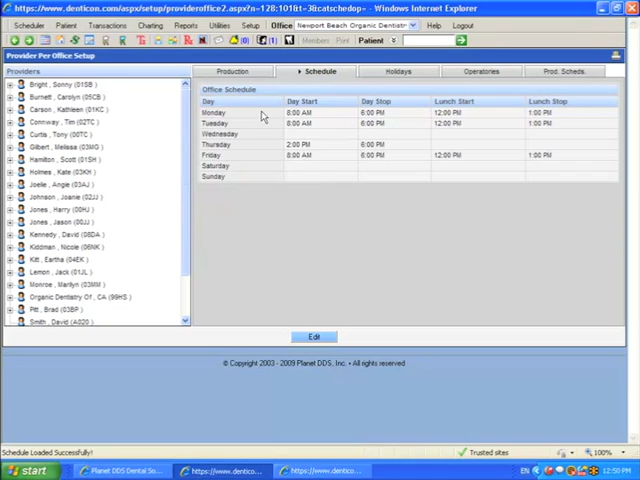 https://www.denticon.com/aspx/setup/provideroffice2.aspx?n=128:101&t=3&catschedop= - Windows Internet Explorer
Scheduler Patient Transactions Charting Reports Utilities Setup Office Newport Beach Organic Dentistry Of, Help Logout
(0) (1) Members Print Patient
Provider Per Office Setup
Providers
Bright, Sonny (01SB )
Burnett, Carolyn (05CB )
Carson, Kathleen (01KC )
Connway, Tim (02TC )
Curtis, Tony (00TC )
Gilbert, Melissa (03MG )
Hamilton, Scott (01SH )
Holmes, Kate (03KH )
Joelie, Angie (03AJ )
Johnson, Joane (02JJ )
Jones, Harry (00HJ )
Jones, Jason (00JJ )
Kennedy , David (08DA )
Kiddman, Nicole (06NK )
Kitt, Eartha (04EK )
Lemon, Jack (01JL )
Monroe, Marilyn (03MM )
Organic Dentistry Of , CA (99HS )
Pitt , Brad (03BP )
Smith, David (A020 )
Production
Schedule
Holidays
Operatories
Prod. Scheds.
Office Schedule
Day Day Start Day Stop Lunch Start Lunch Stop
Monday 8:00 AM 6:00 PM 12:00 PM 1:00 PM
Tuesday 8:00 AM 6:00 PM 12:00 PM 1:00 PM
Wednesday
Thursday 2:00 PM 6:00 PM
Friday 8:00 AM 6:00 PM 12:00 PM 1:00 PM
Saturday
Sunday
Edit
© Copyright 2003 - 2009 Planet DDS, Inc. • All rights reserved
Schedule Loaded Successfully! Trusted sites 100%
start Planet DDS Dental So... https://www.dentico... https://www.dentico... EN 12:50 PM